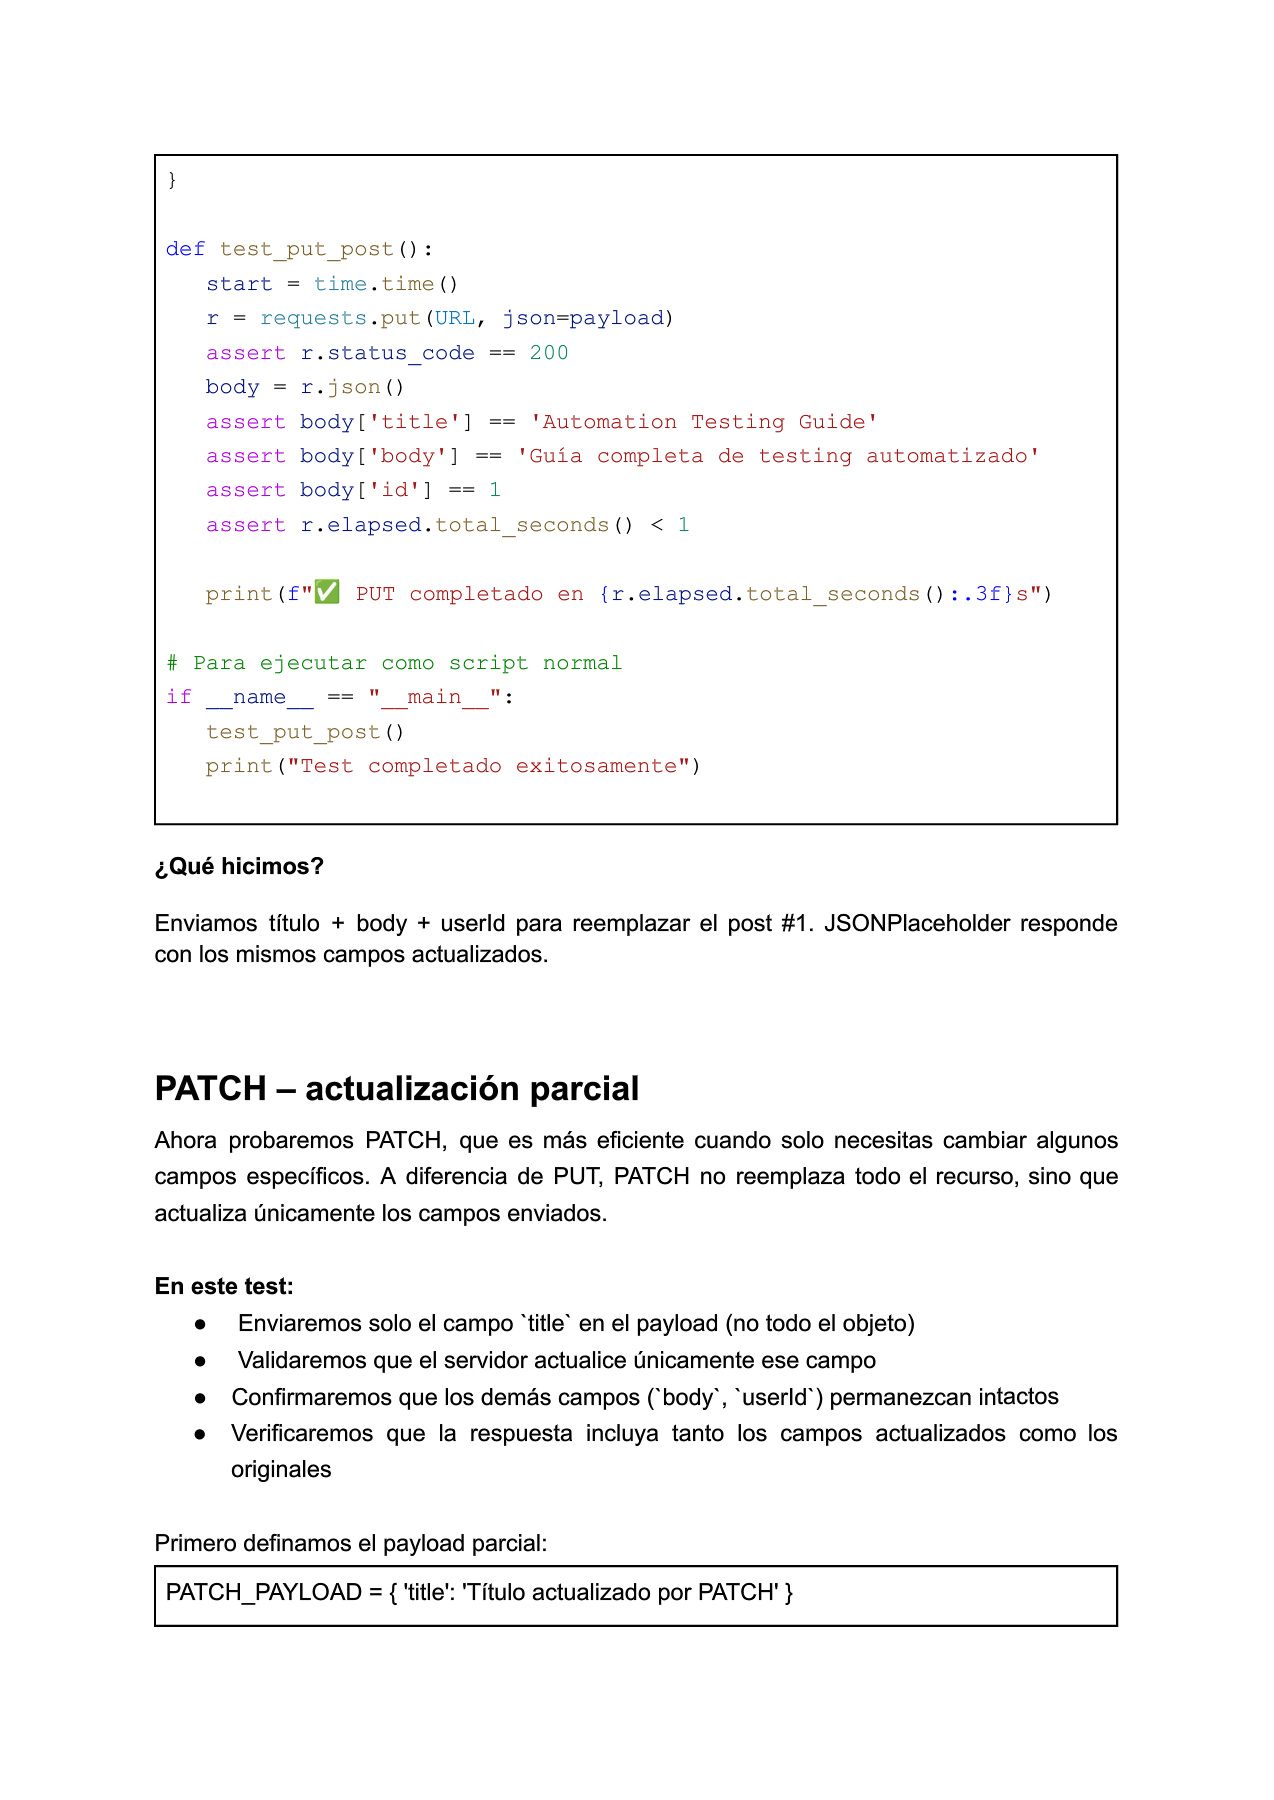 }
def test_put_post():
start = time.time()
r = requests.put(URL, json=payload)
assert r.status_code == 200
body = r.json()
assert body['title'] == 'Automation Testing Guide'
assert body['body'] == 'Guía completa de testing automatizado'
assert body['id'] == 1
assert r.elapsed.total_seconds() < 1
print(f"✅ PUT completado en {r.elapsed.total_seconds():.3f}s")
# Para ejecutar como script normal
if __name__ == "__main__":
test_put_post()
print("Test completado exitosamente")
¿Qué hicimos?
Enviamos título + body + userId para reemplazar el post #1. JSONPlaceholder responde
con los mismos campos actualizados.
PATCH – actualización parcial
Ahora probaremos PATCH, que es más eficiente cuando solo necesitas cambiar algunos
campos específicos. A diferencia de PUT, PATCH no reemplaza todo el recurso, sino que
actualiza únicamente los campos enviados.
En este test:
● Enviaremos solo el campo `title` en el payload (no todo el objeto)
● Validaremos que el servidor actualice únicamente ese campo
● Confirmaremos que los demás campos (`body`, `userId`) permanezcan intactos
● Verificaremos que la respuesta incluya tanto los campos actualizados como los
originales
Primero definamos el payload parcial:
PATCH_PAYLOAD = { 'title': 'Título actualizado por PATCH' }